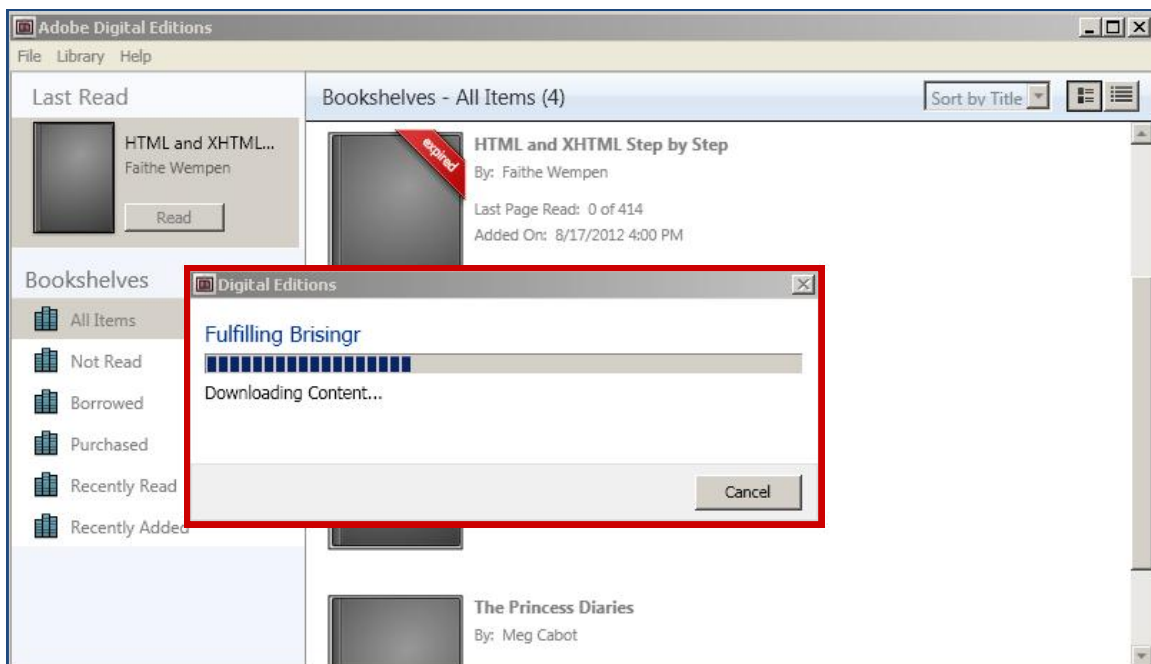 Adobe Digital Editions
File Library Help
Last Read
HTML and XHTML...
Faithe Wempen
Read
Bookshelves
All Items
Not Read
Borrowed
Purchased
Recently Read
Recently Added
Bookshelves - All Items (4)
Sort by Title
expired
HTML and XHTML Step by Step
By: Faithe Wempen
Last Page Read: 0 of 414
Added On: 8/17/2012 4:00 PM
Digital Editions
Fulfilling Brisingr
Downloading Content...
Cancel
The Princess Diaries
By: Meg Cabot